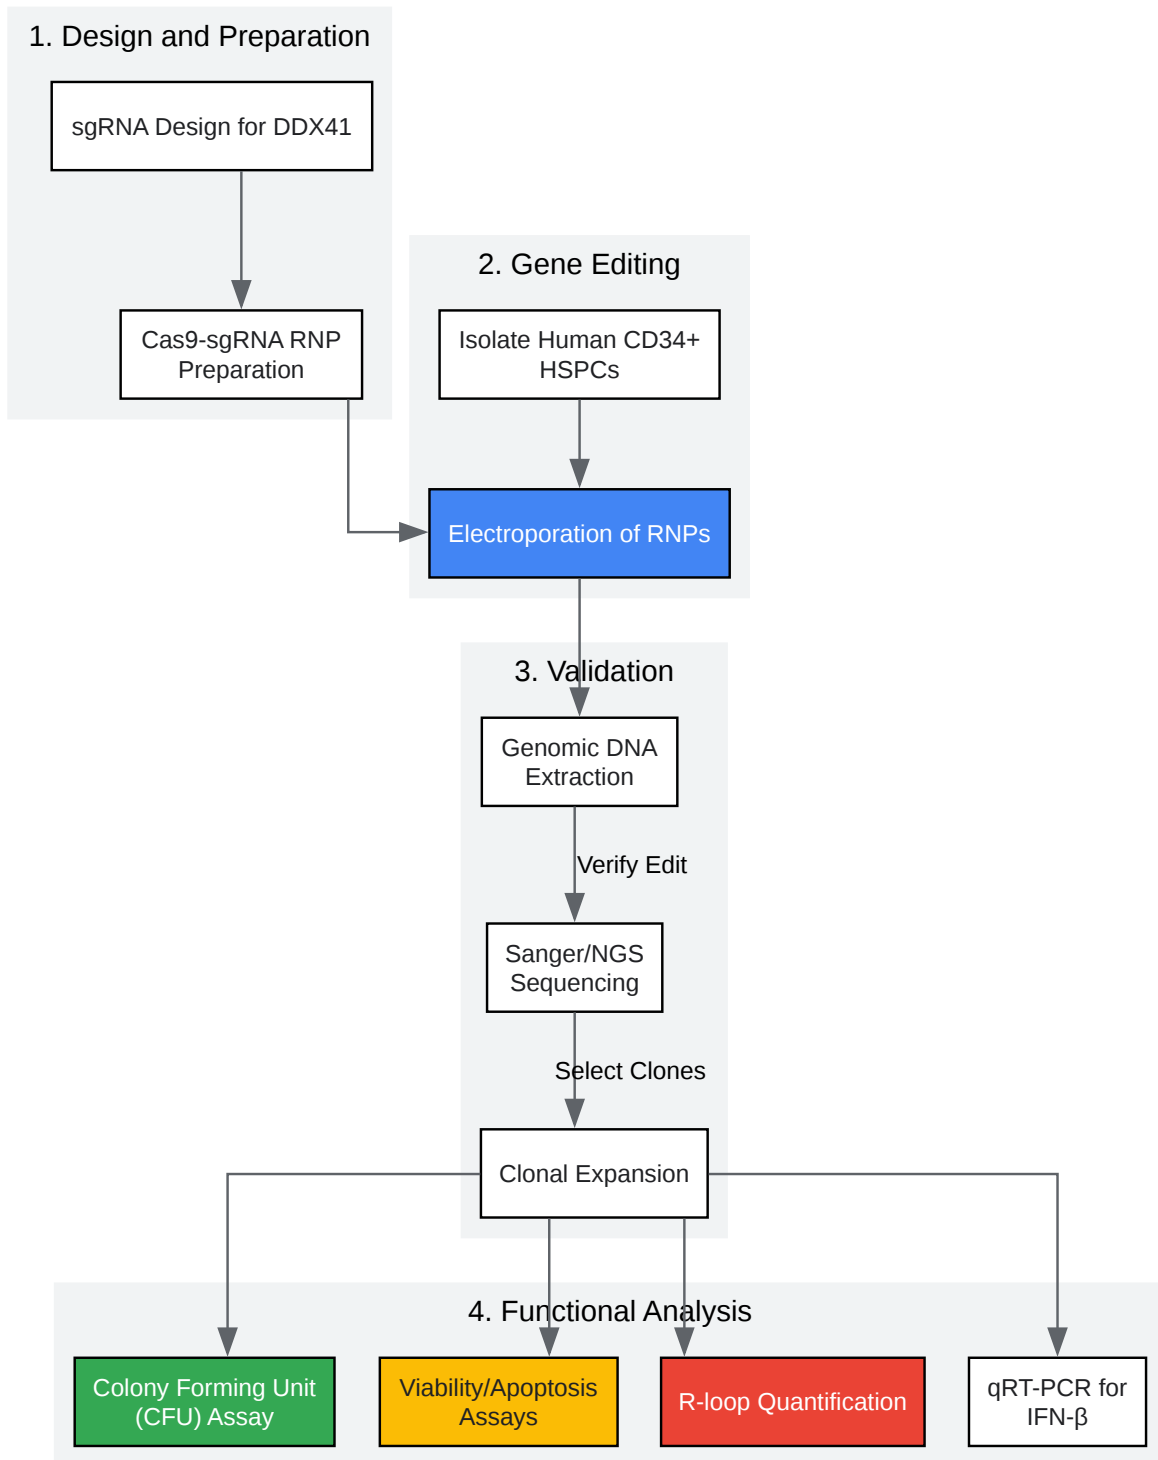 1. Design and Preparation
sgRNA Design for DDX41
Cas9-sgRNA RNP
Preparation
2. Gene Editing
Isolate Human CD34+
HSPCs
Electroporation of RNPs
3. Validation
Genomic DNA
Extraction
Verify Edit
Sanger/NGS
Sequencing
Select Clones
Clonal Expansion
4. Functional Analysis
Colony Forming Unit
(CFU) Assay
Viability/Apoptosis
Assays
R-loop Quantification
qRT-PCR for
IFN-β